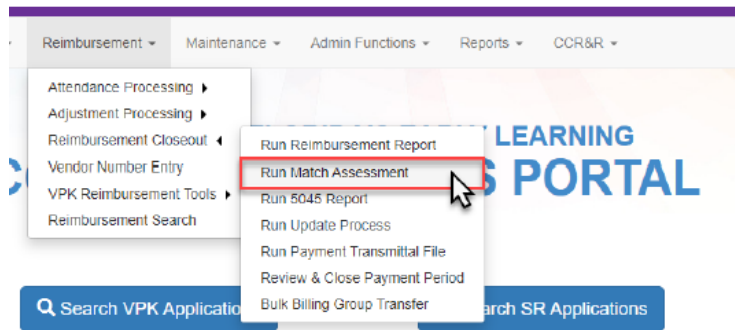 Reimbursement Maintenance Admin Functions Reports CCR&R
Attendance Processing
Adjustment Processing
Reimbursement Closeout
Vendor Number Entry
VPK Reimbursement Tools
Reimbursement Search
LEARNING
PORTAL
Run Reimbursement Report
Run Match Assessment
Run 5045 Report
Run Update Process
Run Payment Transmittal File
Review & Close Payment Period
Bulk Billing Group Transfer
Search VPK Applicatio
arch SR Applications